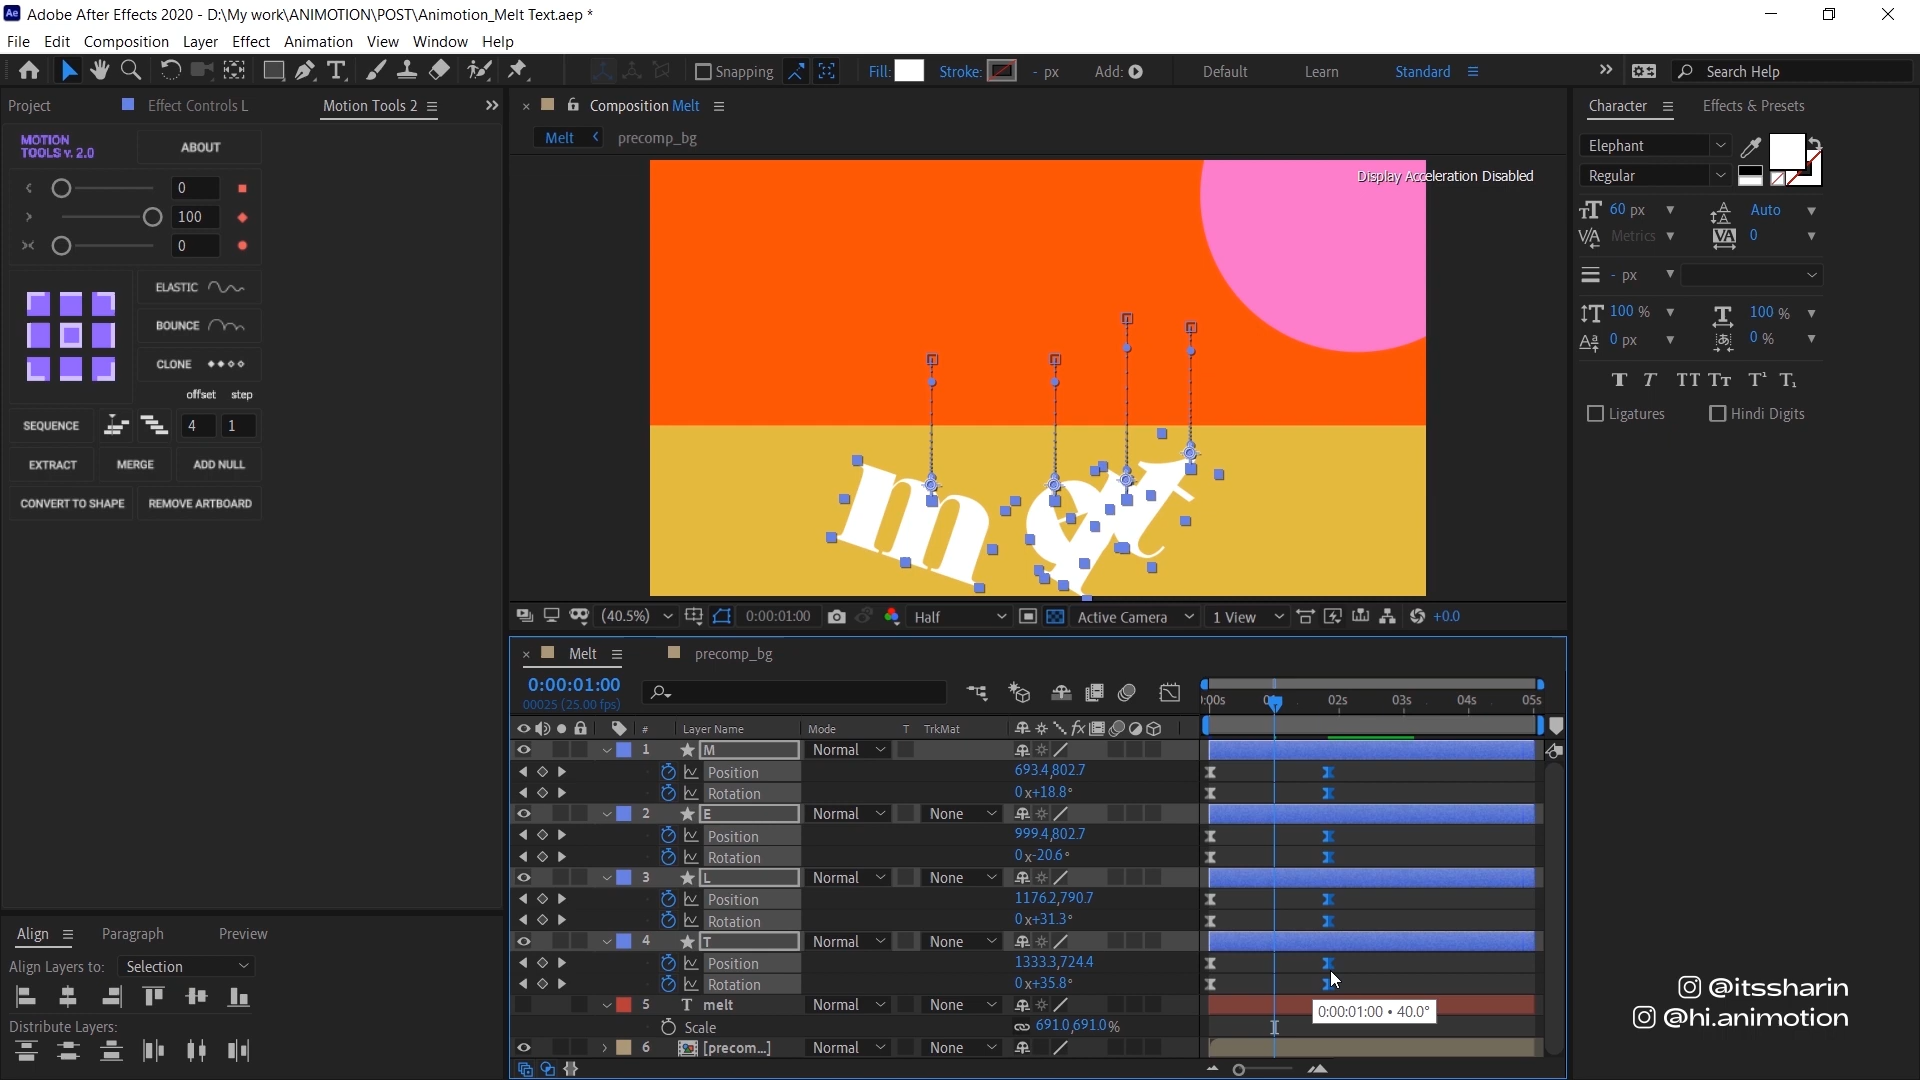 Adobe After Effects 2020 - D:\My work\ANIMOTION\POST\Animotion_Melt Text.aep *
File Edit Composition Layer Effect Animation View Window Help
Snapping Fill: Stroke: - px Add: Default Learn Standard Search Help
Project Effect Controls L Motion Tools 2
Composition Melt
Character Effects & Presets
Melt precomp_bg
MOTION TOOLS v. 2.0
ABOUT
0
100
0
ELASTIC
BOUNCE
CLONE
offset step
SEQUENCE 4 1
EXTRACT MERGE ADD NULL
CONVERT TO SHAPE REMOVE ARTBOARD
Display Acceleration Disabled
melt
Elephant
Regular
60 px Auto
Metrics 0
- px
100 % 100 %
0 px 0 %
T T TT Tt T¹ T₁
Ligatures Hindi Digits
(40.5%) 0:00:01:00 Half Active Camera 1 View +0.0
Melt precomp_bg
0:00:01:00
00025 (25.00 fps)
:00s 02s 03s 04s 05s
# Layer Name Mode T TrkMat
1 M Normal
Position 693.4,802.7
Rotation 0x+18.8°
2 E Normal None
Position 999.4,802.7
Rotation 0x-20.6°
3 L Normal None
Position 1176.2,790.7
Rotation 0x+31.3°
4 T Normal None
Position 1333.3,724.4
Rotation 0x+35.8°
5 T melt Normal None
Scale 691.0,691.0%
6 [precom...] Normal None
0:00:01:00 • 40.0°
Align Paragraph Preview
Align Layers to: Selection
Distribute Layers:
@itssharin
@hi.animotion